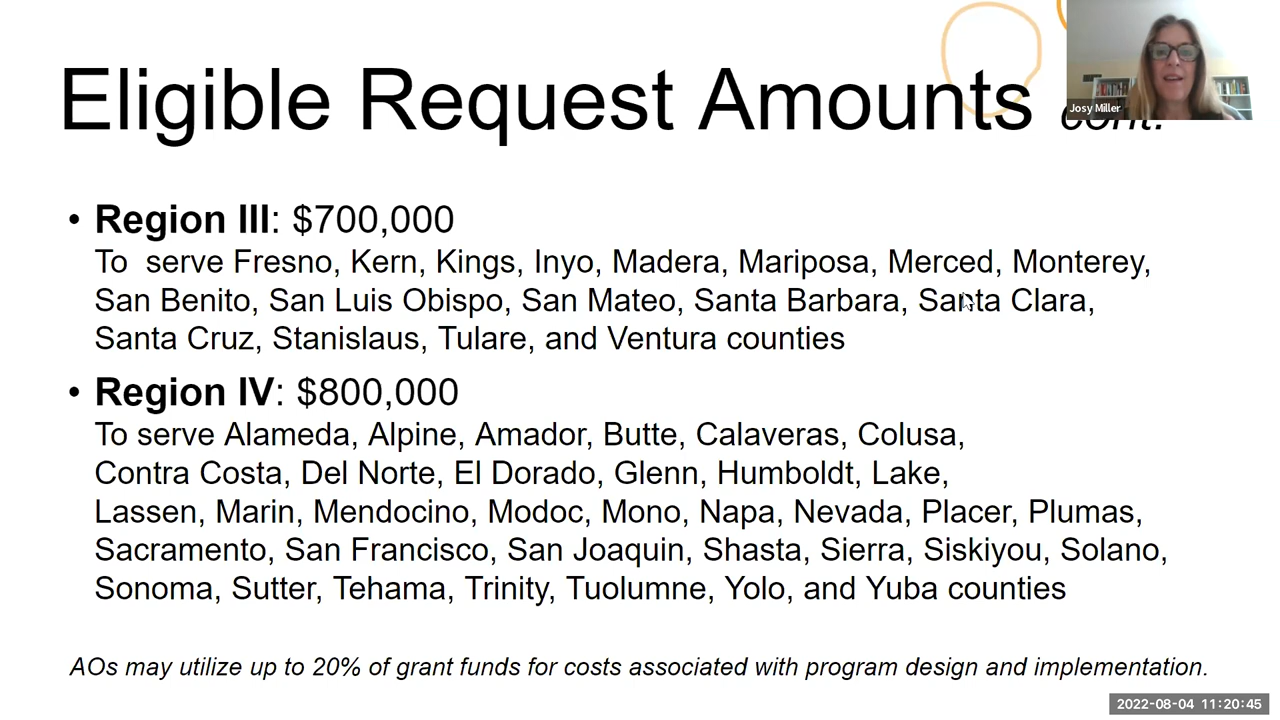 Eligible Request Amounts cont.
Josy Miller
• Region III: $700,000
To serve Fresno, Kern, Kings, Inyo, Madera, Mariposa, Merced, Monterey,
San Benito, San Luis Obispo, San Mateo, Santa Barbara, Santa Clara,
Santa Cruz, Stanislaus, Tulare, and Ventura counties
• Region IV: $800,000
To serve Alameda, Alpine, Amador, Butte, Calaveras, Colusa,
Contra Costa, Del Norte, El Dorado, Glenn, Humboldt, Lake,
Lassen, Marin, Mendocino, Modoc, Mono, Napa, Nevada, Placer, Plumas,
Sacramento, San Francisco, San Joaquin, Shasta, Sierra, Siskiyou, Solano,
Sonoma, Sutter, Tehama, Trinity, Tuolumne, Yolo, and Yuba counties
AOs may utilize up to 20% of grant funds for costs associated with program design and implementation.
2022-08-04 11:20:45